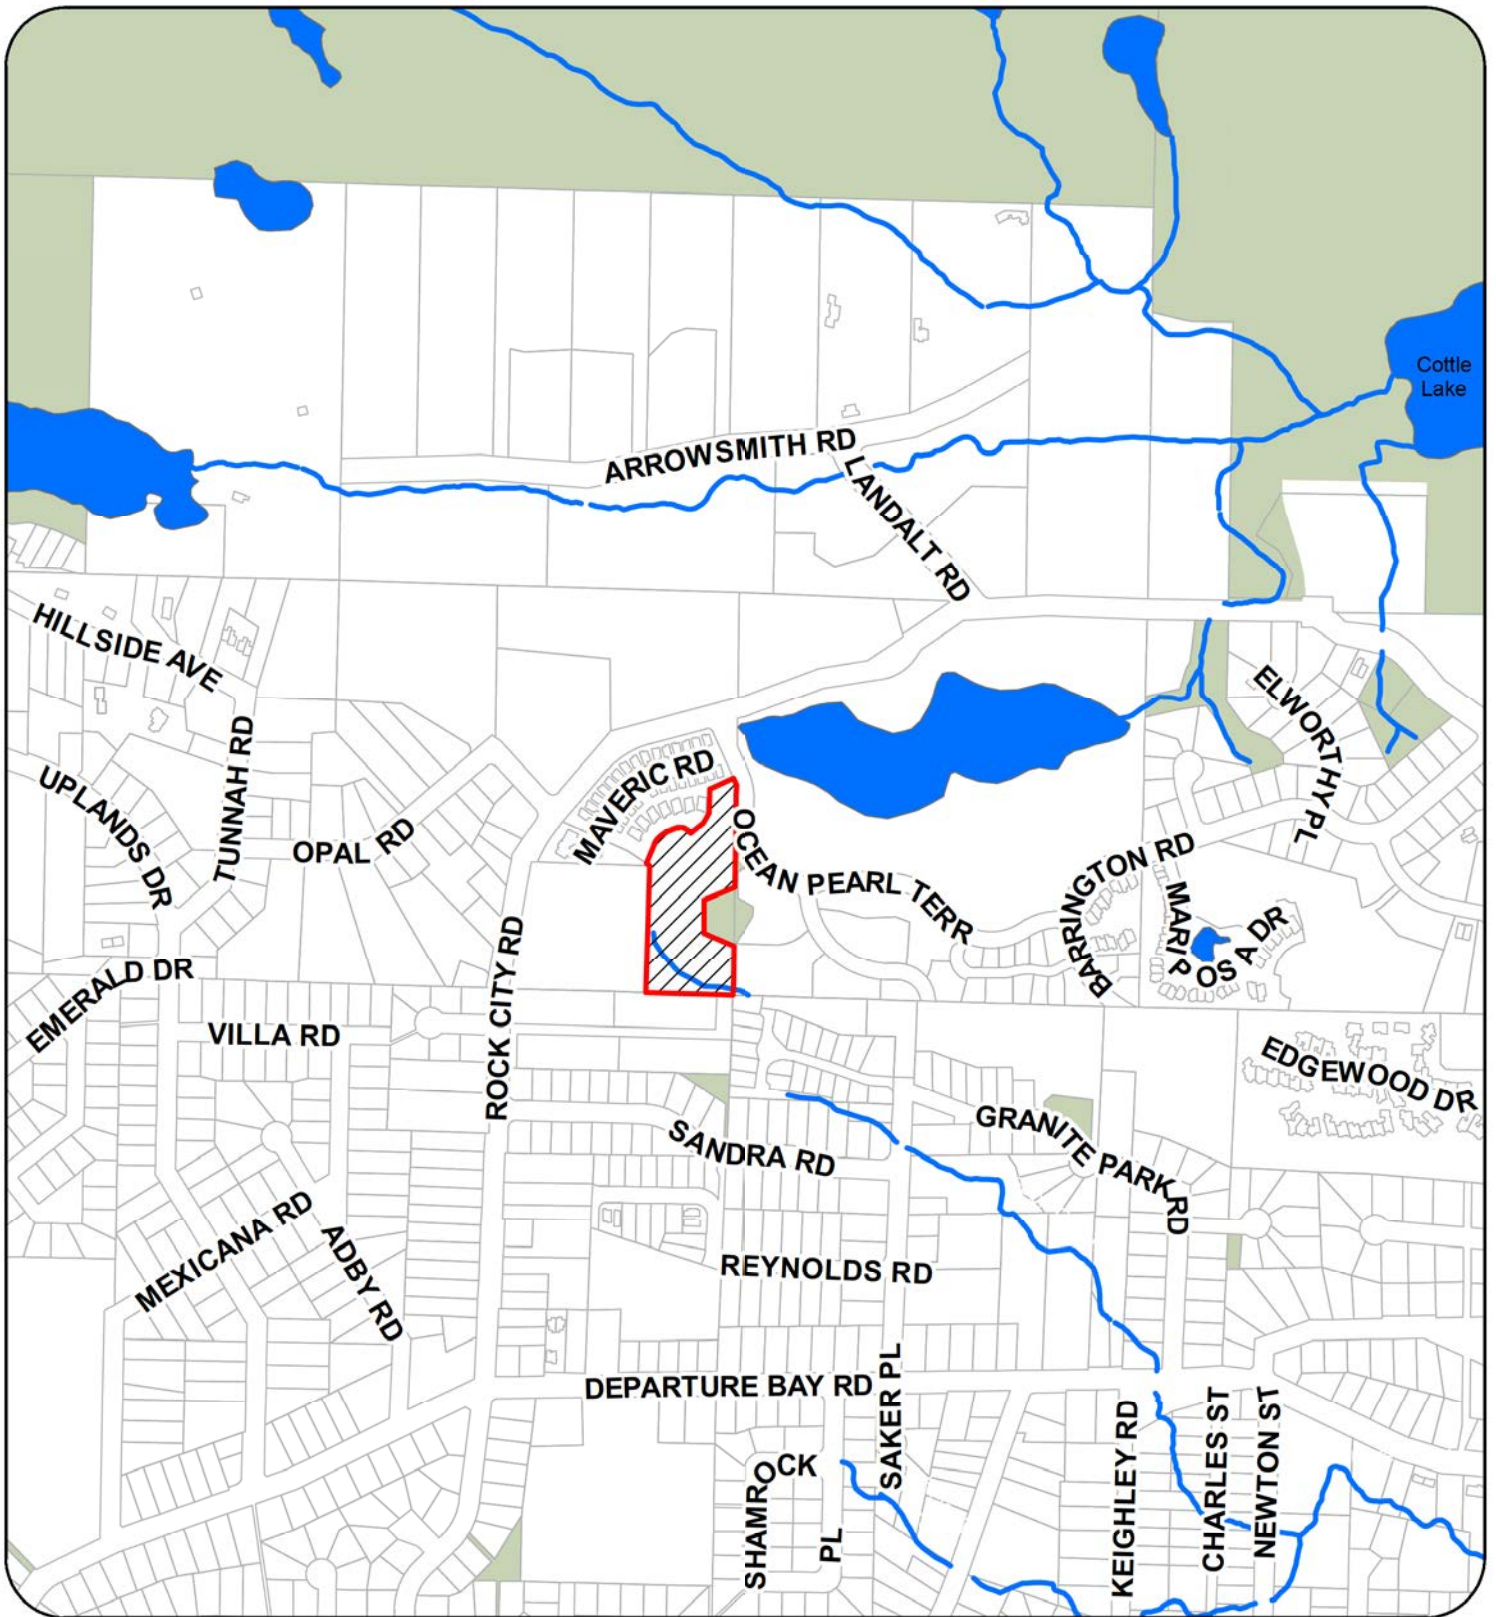 Cottle
Lake
ARROWSMITH RD
LANDALT RD
HILLSIDE AVE
ELWORTHY PL
TUNNAH RD
UPLANDS DR
MAVERIC RD
OPAL RD
OCEAN PEARL TERR
BARRINGTON RD
MARIPOSA DR
ROCK CITY RD
EMERALD DR
VILLA RD
EDGEWOOD DR
GRANITE PARK RD
SANDRA RD
MEXICANA RD
ADBY RD
REYNOLDS RD
DEPARTURE BAY RD
SAKER PL
SHAMROCK PL
KEIGHLEY RD
CHARLES ST
NEWTON ST